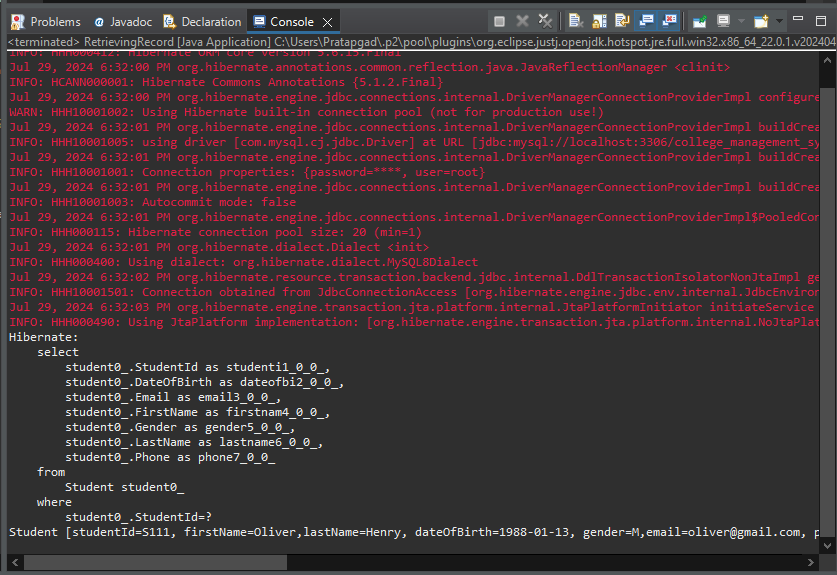 Problems @ Javadoc Declaration Console
<terminated> RetrievingRecord [Java Application] C:\Users\Pratapgad\.p2\pool\plugins\org.eclipse.justj.openjdk.hotspot.jre.full.win32.x86_64_22.0.1.v202404
INFO: HHH000412: Hibernate ORM core version 5.6.15.Final
Jul 29, 2024 6:32:00 PM org.hibernate.annotations.common.reflection.java.JavaReflectionManager <clinit>
INFO: HCANN000001: Hibernate Commons Annotations {5.1.2.Final}
Jul 29, 2024 6:32:00 PM org.hibernate.engine.jdbc.connections.internal.DriverManagerConnectionProviderImpl configure
WARN: HHH10001002: Using Hibernate built-in connection pool (not for production use!)
Jul 29, 2024 6:32:01 PM org.hibernate.engine.jdbc.connections.internal.DriverManagerConnectionProviderImpl buildCrea
INFO: HHH10001005: using driver [com.mysql.cj.jdbc.Driver] at URL [jdbc:mysql://localhost:3306/college_management_sy
Jul 29, 2024 6:32:01 PM org.hibernate.engine.jdbc.connections.internal.DriverManagerConnectionProviderImpl buildCrea
INFO: HHH10001001: Connection properties: {password=****, user=root}
Jul 29, 2024 6:32:01 PM org.hibernate.engine.jdbc.connections.internal.DriverManagerConnectionProviderImpl buildCrea
INFO: HHH10001003: Autocommit mode: false
Jul 29, 2024 6:32:01 PM org.hibernate.engine.jdbc.connections.internal.DriverManagerConnectionProviderImpl$PooledCon
INFO: HHH000115: Hibernate connection pool size: 20 (min=1)
Jul 29, 2024 6:32:01 PM org.hibernate.dialect.Dialect <init>
INFO: HHH000400: Using dialect: org.hibernate.dialect.MySQL8Dialect
Jul 29, 2024 6:32:02 PM org.hibernate.resource.transaction.backend.jdbc.internal.DdlTransactionIsolatorNonJtaImpl ge
INFO: HHH10001501: Connection obtained from JdbcConnectionAccess [org.hibernate.engine.jdbc.env.internal.JdbcEnviron
Jul 29, 2024 6:32:03 PM org.hibernate.engine.transaction.jta.platform.internal.JtaPlatformInitiator initiateService
INFO: HHH000490: Using JtaPlatform implementation: [org.hibernate.engine.transaction.jta.platform.internal.NoJtaPlat
Hibernate:
select
student0_.StudentId as studenti1_0_0_,
student0_.DateOfBirth as dateofbi2_0_0_,
student0_.Email as email3_0_0_,
student0_.FirstName as firstnam4_0_0_,
student0_.Gender as gender5_0_0_,
student0_.LastName as lastname6_0_0_,
student0_.Phone as phone7_0_0_
from
Student student0_
where
student0_.StudentId=?
Student [studentId=S111, firstName=Oliver,lastName=Henry, dateOfBirth=1988-01-13, gender=M,email=oliver@gmail.com, p